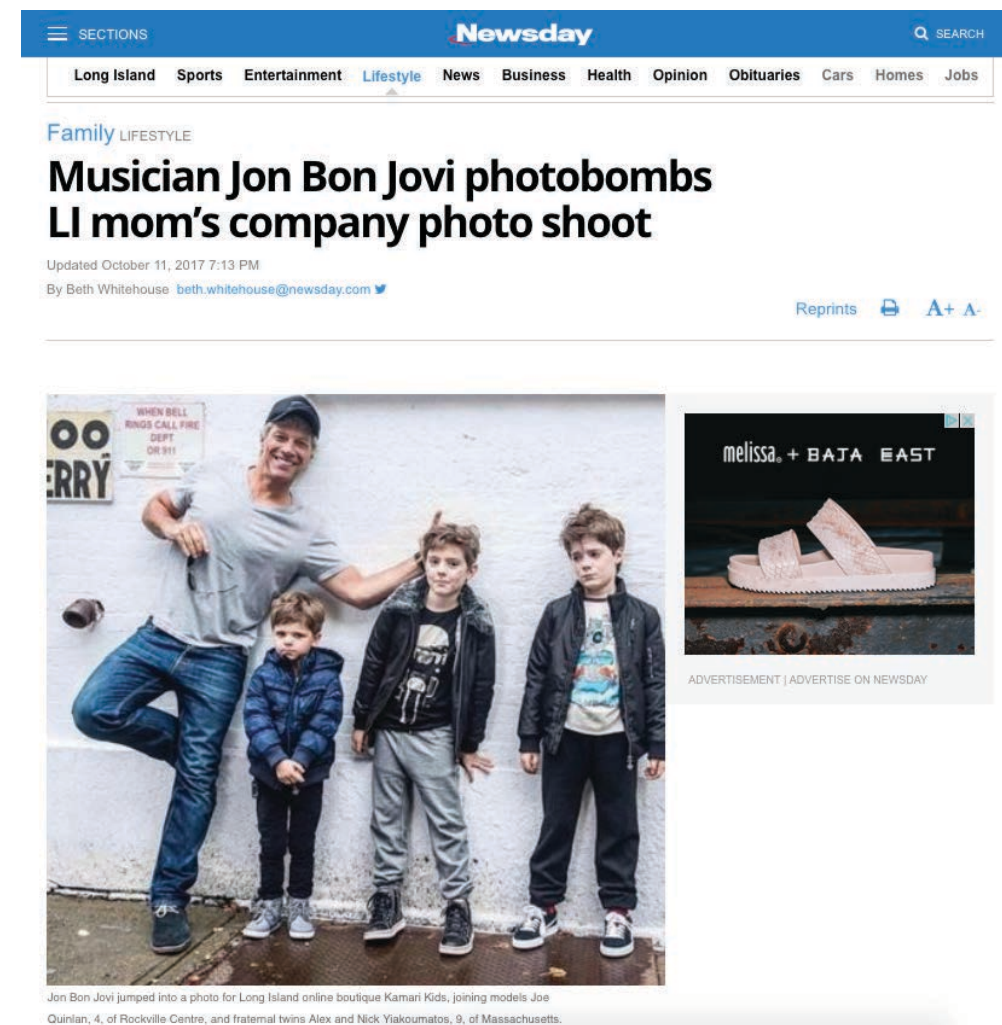 SECTIONS
Newsday
SEARCH
Long Island Sports Entertainment Lifestyle News Business Health Opinion Obituaries Cars Homes Jobs
Family LIFESTYLE
Musician Jon Bon Jovi photobombs
LI mom's company photo shoot
Updated October 11, 2017 7:13 PM
By Beth Whitehouse beth.whitehouse@newsday.com
Reprints A+ A-
OO
ERRY
WHEN BELL
RINGS CALL FIRE
DEPT
OR 911
melissa. + BAJA EAST
ADVERTISEMENT | ADVERTISE ON NEWSDAY
Jon Bon Jovi jumped into a photo for Long Island online boutique Kamari Kids, joining models Joe
Quinlan, 4, of Rockville Centre, and fraternal twins Alex and Nick Yiakoumatos, 9, of Massachusetts.